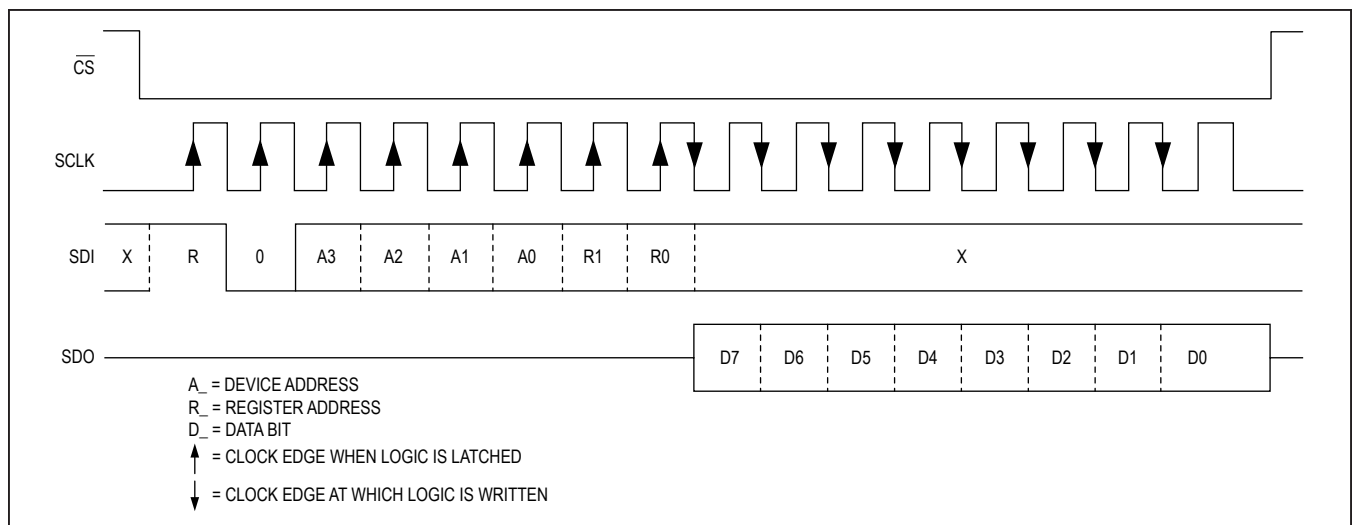 CS
SCLK
SDI X R 0 A3 A2 A1 A0 R1 R0 X
SDO D7 D6 D5 D4 D3 D2 D1 D0
A_ = DEVICE ADDRESS
R_ = REGISTER ADDRESS
D_ = DATA BIT
= CLOCK EDGE WHEN LOGIC IS LATCHED
= CLOCK EDGE AT WHICH LOGIC IS WRITTEN